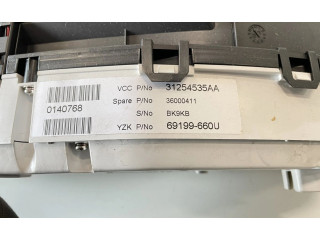 VCC P/No 31254535AA
0140768
Spare P/No 36000411
S/No BK9KB
YZK P/No 69199-660U